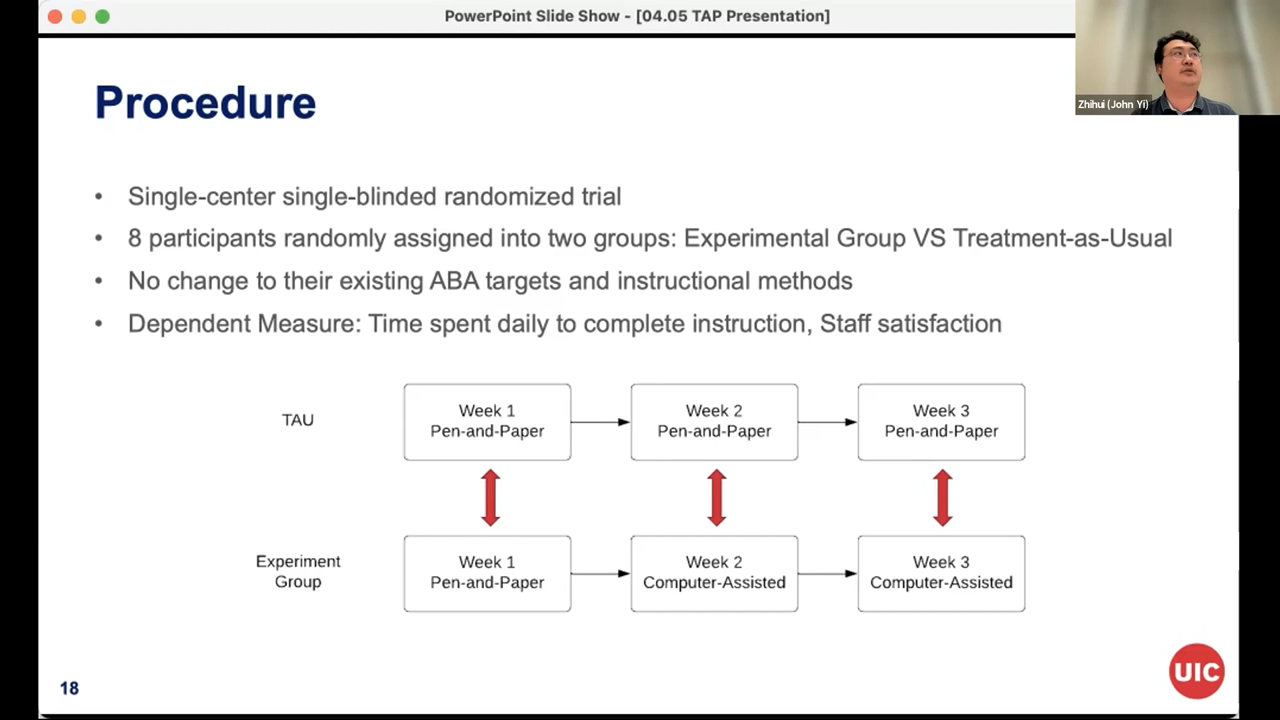 PowerPoint Slide Show - [04.05 TAP Presentation]
Zhihui (John Yi)
Procedure
• Single-center single-blinded randomized trial
• 8 participants randomly assigned into two groups: Experimental Group VS Treatment-as-Usual
• No change to their existing ABA targets and instructional methods
• Dependent Measure: Time spent daily to complete instruction, Staff satisfaction
TAU
Week 1
Pen-and-Paper
Week 2
Pen-and-Paper
Week 3
Pen-and-Paper
Experiment
Group
Week 1
Pen-and-Paper
Week 2
Computer-Assisted
Week 3
Computer-Assisted
18
UIC